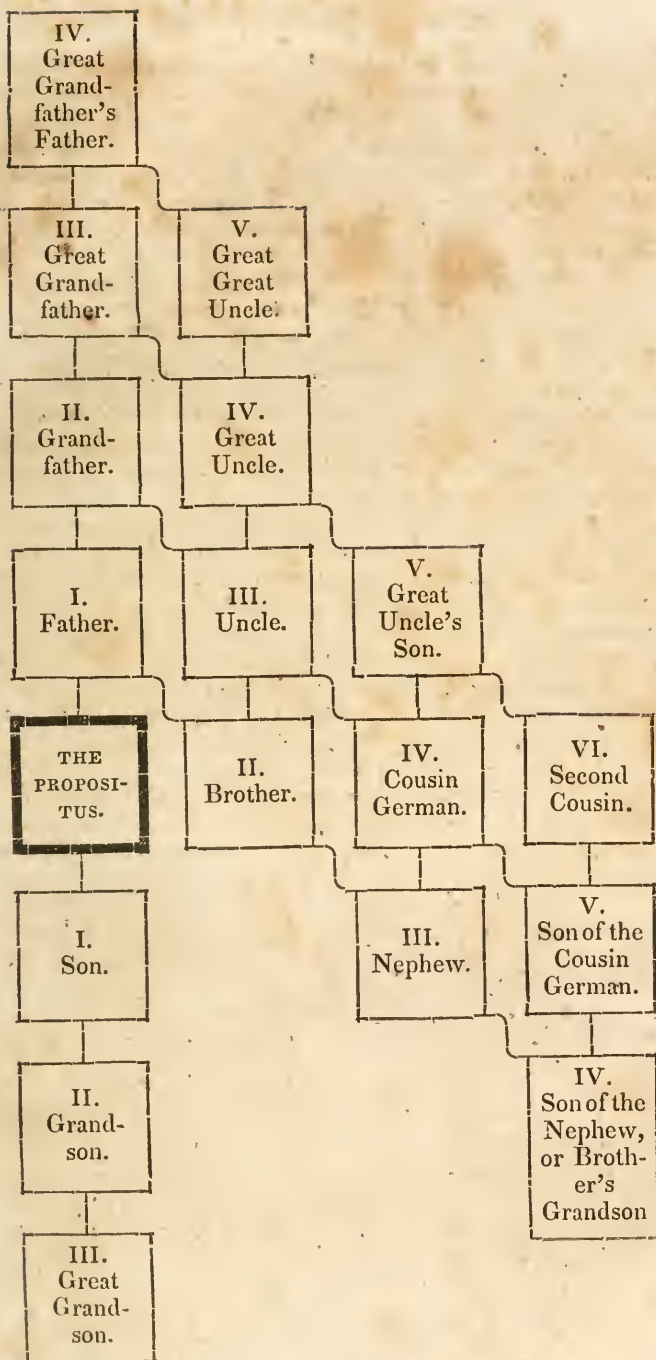 IV.
Great
Grand-
father's
Father.
III.
Great
Grand-
father.
V.
Great
Great
Uncle.
II.
Grand-
father.
IV.
Great
Uncle.
I.
Father.
III.
Uncle.
V.
Great
Uncle's
Son.
THE
PROPOSI-
TUS.
II.
Brother.
IV.
Cousin
German.
VI.
Second
Cousin.
I.
Son.
III.
Nephew.
V.
Son of the
Cousin
German.
II.
Grand-
son.
IV.
Son of the
Nephew,
or Broth-
er's
Grandson
III.
Great
Grand-
son.